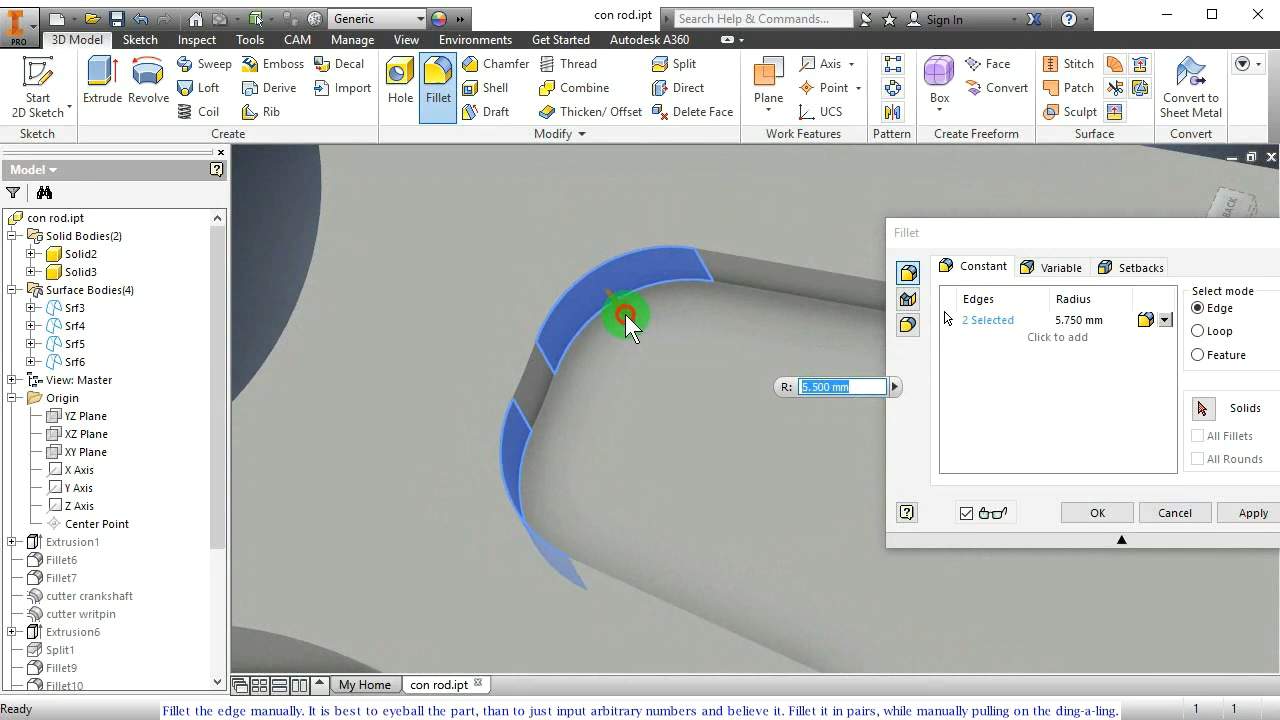 Generic
con rod.ipt
Search Help & Commands...
Sign In
PRO
3D Model
Sketch
Inspect
Tools
CAM
Manage
View
Environments
Get Started
Autodesk A360
Start
2D Sketch
Extrude
Revolve
Sweep
Loft
Coil
Emboss
Derive
Rib
Decal
Import
Hole
Fillet
Chamfer
Shell
Draft
Thread
Combine
Thicken/ Offset
Split
Direct
Delete Face
Plane
Axis
Point
UCS
Box
Face
Convert
Stitch
Patch
Sculpt
Convert to
Sheet Metal
Sketch
Create
Modify
Work Features
Pattern
Create Freeform
Surface
Convert
Model
con rod.ipt
Solid Bodies(2)
Solid2
Solid3
Surface Bodies(4)
Srf3
Srf4
Srf5
Srf6
View: Master
Origin
YZ Plane
XZ Plane
XY Plane
X Axis
Y Axis
Z Axis
Center Point
Extrusion1
Fillet6
Fillet7
cutter crankshaft
cutter writpin
Extrusion6
Split1
Fillet9
Fillet10
BACK
R: 5.500 mm
Fillet
Constant
Variable
Setbacks
Edges
Radius
2 Selected
5.750 mm
Click to add
Select mode
Edge
Loop
Feature
Solids
All Fillets
All Rounds
OK
Cancel
Apply
My Home
con rod.ipt
Ready
Fillet the edge manually. It is best to eyeball the part, than to just input arbitrary numbers and believe it. Fillet it in pairs, while manually pulling on the ding-a-ling.
1
1